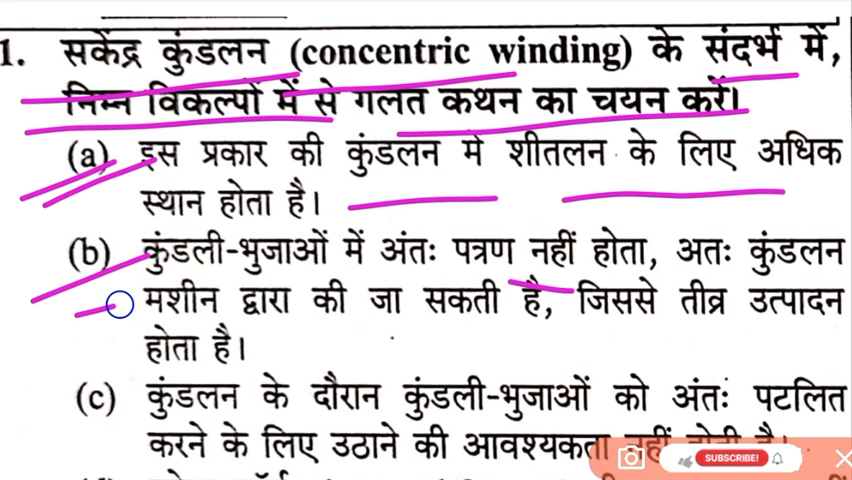 1. सकेंद्र कुंडलन (concentric winding) के संदर्भ में,
निम्न विकल्पों में से गलत कथन का चयन करें।
(a) इस प्रकार की कुंडलन में शीतलन के लिए अधिक
स्थान होता है।
(b) कुंडली-भुजाओं में अंतः पत्रण नहीं होता, अतः कुंडलन
मशीन द्वारा की जा सकती है, जिससे तीव्र उत्पादन
होता है।
(c) कुंडलन के दौरान कुंडली-भुजाओं को अंतः पटलित
करने के लिए उठाने की आवश्यकता नहीं होती है।
SUBSCRIBE!